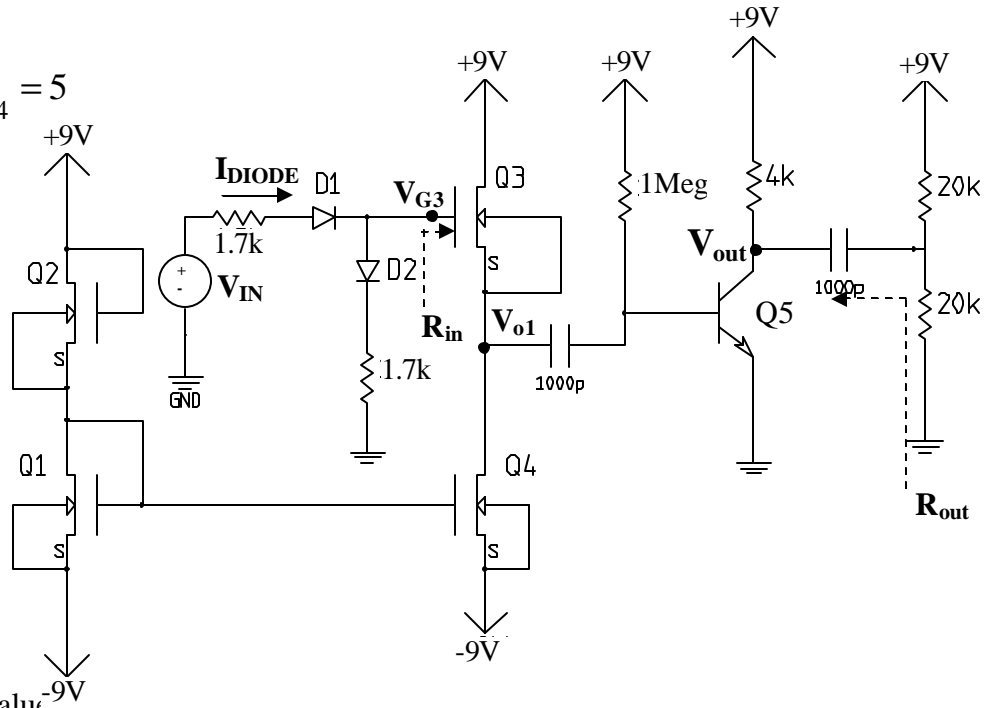 +9V
+9V +9V +9V
4 = 5
+9V
I_DIODE D1
V_G3
Q3
1Meg
4k
20k
1.7k
Q2
V_IN
D2
S
V_out
1000p
Q5
20k
R_in
V_o1
S
GND
1.7k
1000p
Q1
Q4
R_out
S
S
-9V
-9V